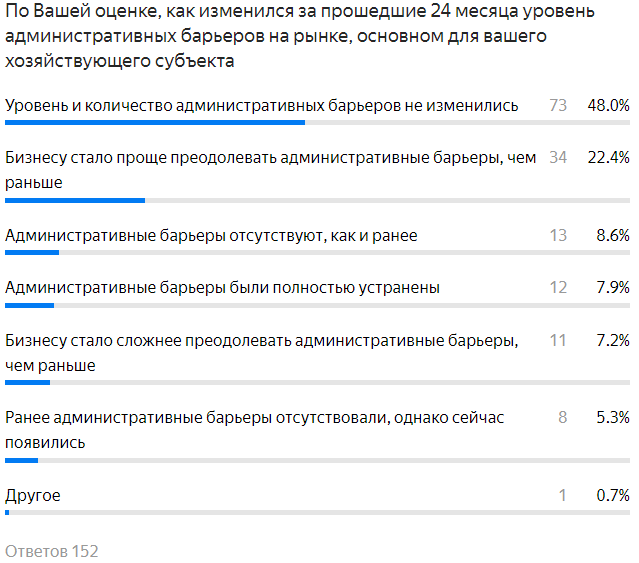 По Вашей оценке, как изменился за прошедшие 24 месяца уровень
административных барьеров на рынке, основном для вашего
хозяйствующего субъекта
Уровень и количество административных барьеров не изменились 73 48.0%
Бизнесу стало проще преодолевать административные барьеры, чем 34 22.4%
раньше
Административные барьеры отсутствуют, как и ранее 13 8.6%
Административные барьеры были полностью устранены 12 7.9%
Бизнесу стало сложнее преодолевать административные барьеры, 11 7.2%
чем раньше
Ранее административные барьеры отсутствовали, однако сейчас 8 5.3%
появились
Другое 1 0.7%
Ответов 152